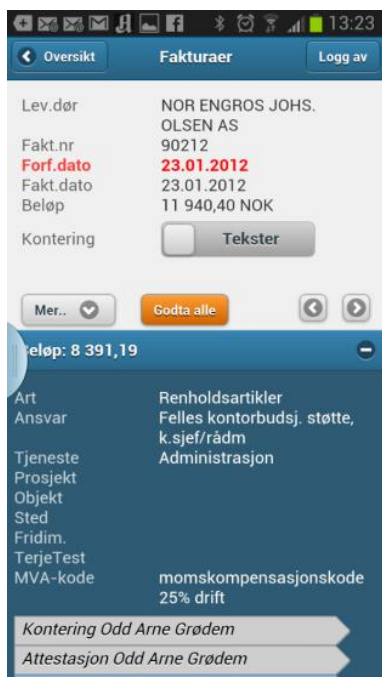 13:23
Oversikt Fakturaer Logg av
Lev.dør NOR ENGROS JOHS.
OLSEN AS
Fakt.nr 90212
Forf.dato 23.01.2012
Fakt.dato 23.01.2012
Beløp 11 940,40 NOK
Kontering Tekster
Mer.. Godta alle
eløp: 8 391,19
Art Renholdsartikler
Ansvar Felles kontorbudsj. støtte,
k.sjef/rådm
Tjeneste Administrasjon
Prosjekt
Objekt
Sted
Fridim.
TerjeTest
MVA-kode momskompensasjonskode
25% drift
Kontering Odd Arne Grødem
Attestasjon Odd Arne Grødem